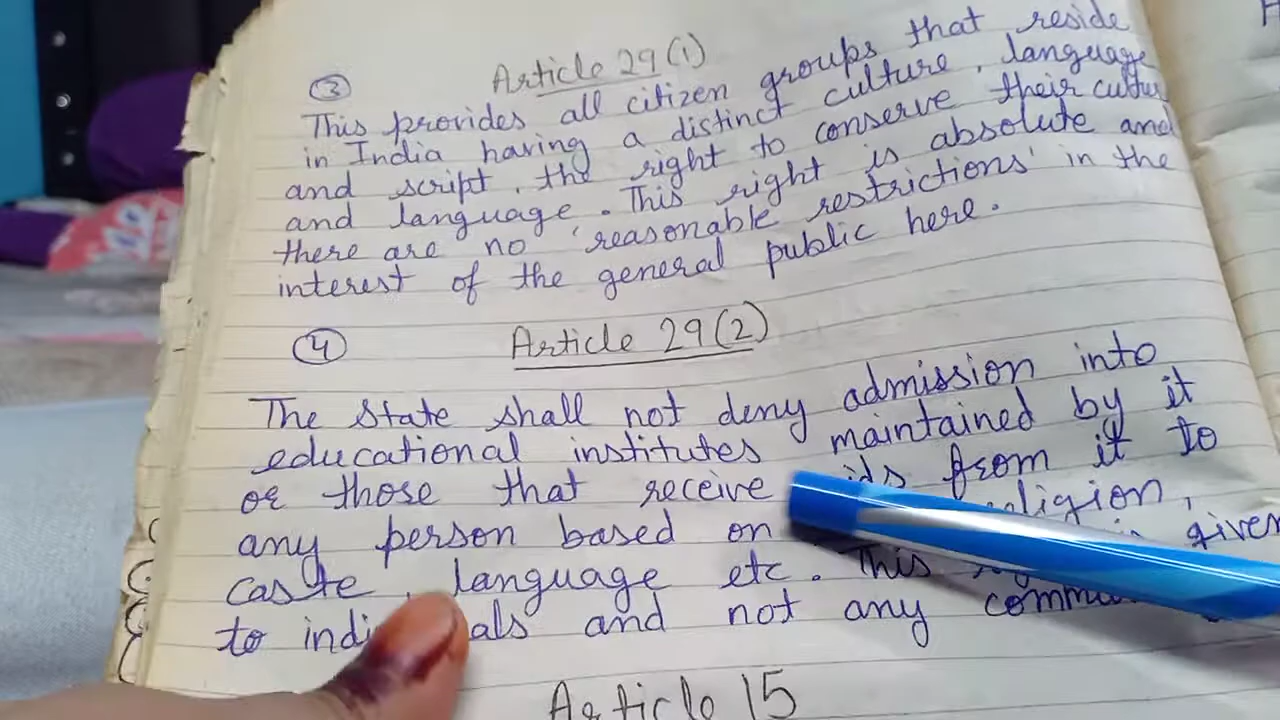 ③ Article 29(1)
This provides all citizen groups that reside
in India having a distinct culture, language
and script, the right to conserve their cultur
and language. This right is absolute and
there are no 'reasonable restrictions' in the
interest of the general public here.
④ Article 29(2)
The State shall not deny admission into
educational institutes maintained by it
or those that receive from it to
any person based on
caste, language etc. This given
to and not any
Article 15